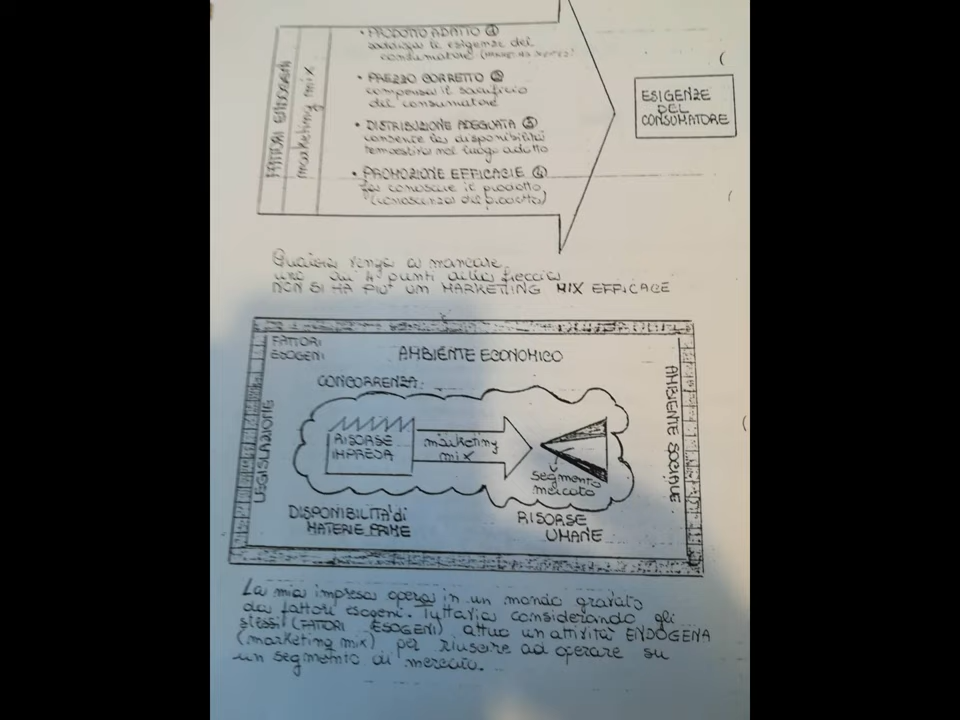 • PRODOTTO ADATTO ①
soddisfa le esigenze del
consumatore
• PREZZO CORRETTO ②
compensa il sacrificio
del consumatore
• DISTRIBUZIONE ADEGUATA ③
consente la disponibilità
tempestiva nel luogo adatto
• PROMOZIONE EFFICACIE ④
fa conoscere il prodotto
(conoscenza del prodotto)
FATTORI ENDOGENI
marketing mix
ESIGENZE
DEL
CONSUMATORE
Qualora venga a mancare
uno dei 4 punti della freccia
NON SI HA PIU' UM MARKETTING MIX EFFICACE
FATTORI
ESOGENI
AMBIENTE ECONOMICO
CONCORRENZA:
LEGISLAZIONE
RISORSE
IMPRESA
marketing
mix
segmento
mercato
AMBIENTE SOCIALE
DISPONIBILITA' di
MATERIE PRIME
RISORSE
UMANE
La mia impresa opera in un mondo gravato
da fattori esogeni. Tuttavia considerando gli
stessi (FATTORI ESOGENI) attuo un attività ENDOGENA
(marketing mix) per riuscire ad operare su
un segmento di mercato.